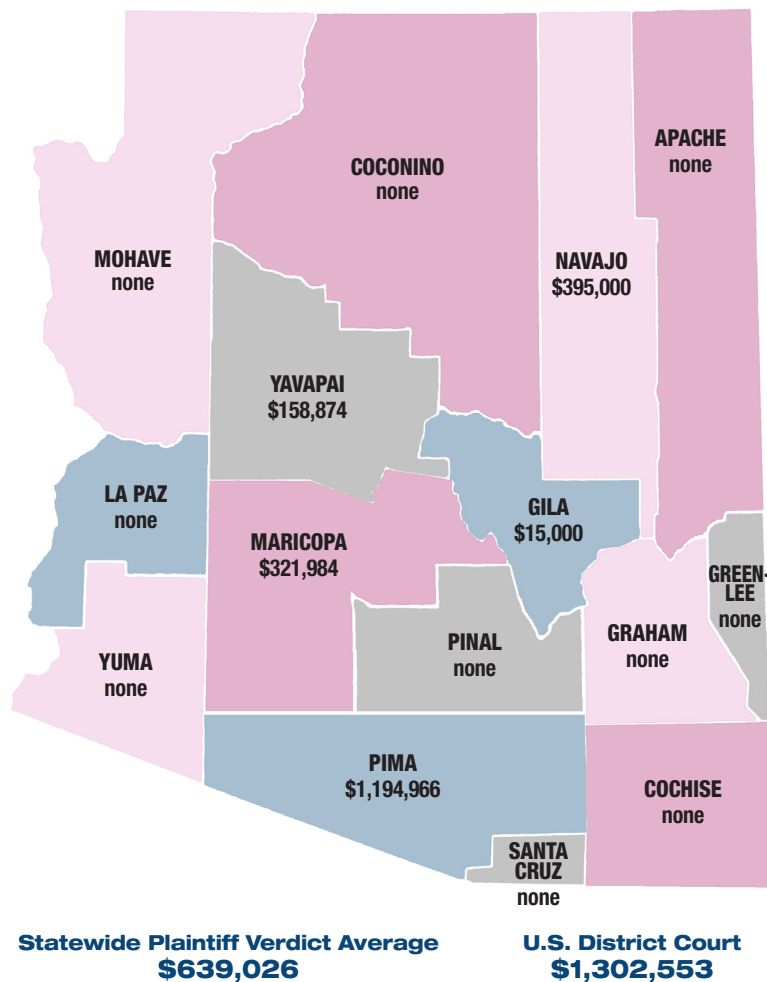 COCONINO
none
APACHE
none
MOHAVE
none
NAVAJO
$395,000
YAVAPAI
$158,874
LA PAZ
none
GILA
$15,000
MARICOPA
$321,984
GREEN-
LEE
none
GRAHAM
none
PINAL
none
YUMA
none
PIMA
$1,194,966
COCHISE
none
SANTA
CRUZ
none
Statewide Plaintiff Verdict Average
$639,026
U.S. District Court
$1,302,553